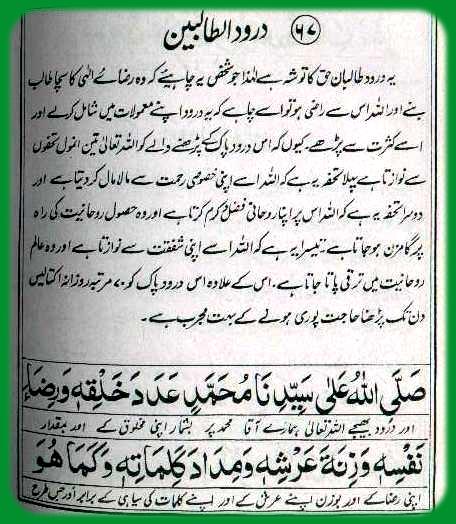 ۶۷ درود الطالبین
یہ درود طالبان حق کا توشہ ہے لہٰذا جو شخص یہ چاہیئے کہ وہ رضائے الٰہی کا سچا طالب
بنے اور اللہ اس سے راضی ہو تو اسے چاہیے کہ یہ درود اپنے معمولات میں شامل کرلے اور
اسے کثرت سے پڑھے۔ کیوں کہ اس درود پاک کے پڑھنے والے کو اللہ تعالیٰ تین انمول تحفوں
سے نوازتا ہے پہلا تحفہ یہ ہے کہ اللہ اسے اپنی خصوصی رحمت سے مالا مال کر دیتا ہے اور
دوسرا تحفہ یہ ہے کہ اللہ اس پر اپنا روحانی فضل و کرم کرتا ہے اور وہ حصول روحانیت کی راہ
پر گامزن ہو جاتا ہے۔ تیسرا یہ ہے کہ اللہ اسے اپنی شفقت سے نوازتا ہے اور وہ عالم
روحانیت میں ترقی پاتا جاتا ہے۔ اس کے علاوہ اس درود پاک کو ۷۰ مرتبہ روزانہ اکتالیس
دن تک پڑھنا حاجت پوری ہونے کے بہت مجرب ہے۔
صَلَّى اللهُ عَلٰى سَيِّدِنَا مُحَمَّدٍ عَدَدَ خَلْقِهٖ وَرِضَاءَ
اور درود بھیجے اللہ تعالیٰ ہمارے آقا محمد پر بشمار اپنی مخلوق کے اور بمقدار
نَفْسِهٖ وَزِنَةَ عَرْشِهٖ وَمِدَادَ كَلِمَاتِهٖ وَكَمَا هُوَ
اپنی رضا کے اور بوزن اپنے عرش کے اور اپنے کلمات کی سیاہی کے برابر اور جس طرح